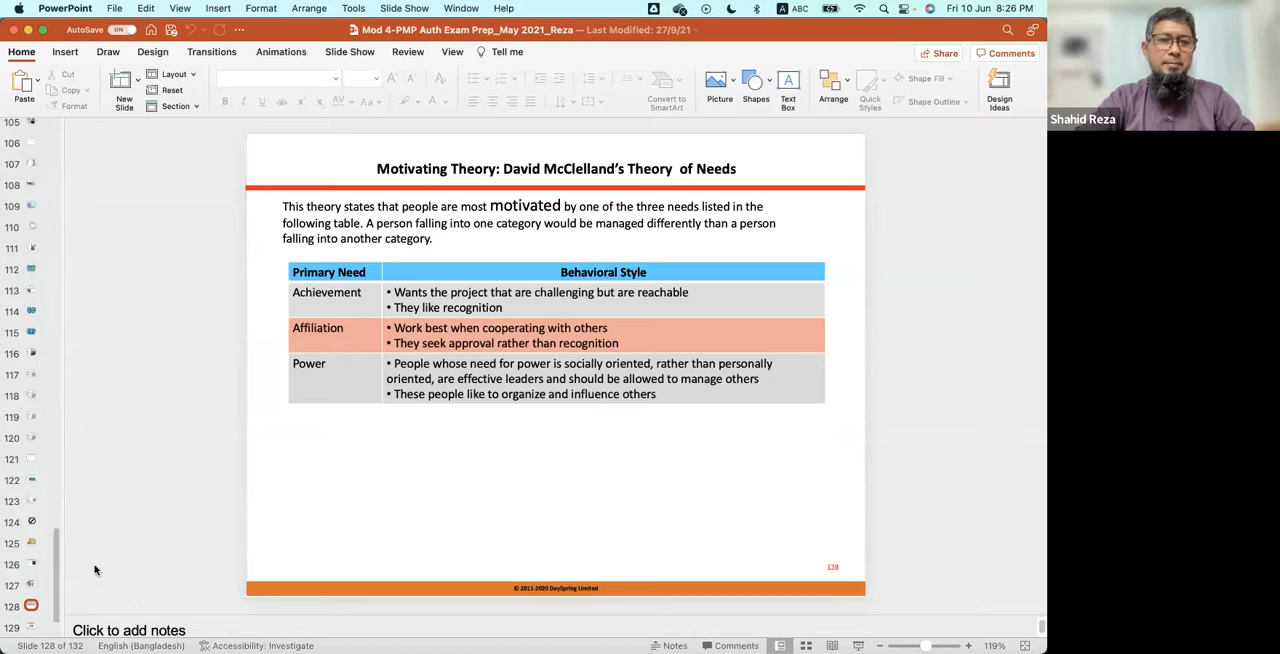 PowerPoint File Edit View Insert Format Arrange Tools Slide Show Window Help ABC Fri 10 Jun 8:26 PM
AutoSave ON Mod 4-PMP Auth Exam Prep_May 2021_Reza — Last Modified: 27/9/21
Home Insert Draw Design Transitions Animations Slide Show Review View Tell me Share Comments
Paste Cut Copy Format New Slide Layout Reset Section Convert to SmartArt Picture Shapes Text Box Arrange Quick Styles Shape Fill Shape Outline Design Ideas
Shahid Reza
105
106
107
108
109
110
111
112
113
114
115
116
117
118
119
120
121
122
123
124
125
126
127
128
129
Motivating Theory: David McClelland's Theory of Needs
This theory states that people are most motivated by one of the three needs listed in the
following table. A person falling into one category would be managed differently than a person
falling into another category.
Primary Need Behavioral Style
Achievement • Wants the project that are challenging but are reachable
• They like recognition
Affiliation • Work best when cooperating with others
• They seek approval rather than recognition
Power • People whose need for power is socially oriented, rather than personally
oriented, are effective leaders and should be allowed to manage others
• These people like to organize and influence others
128
© 2011-2020 DaySpring Limited
Click to add notes
Slide 128 of 132 English (Bangladesh) Accessibility: Investigate Notes Comments 119%